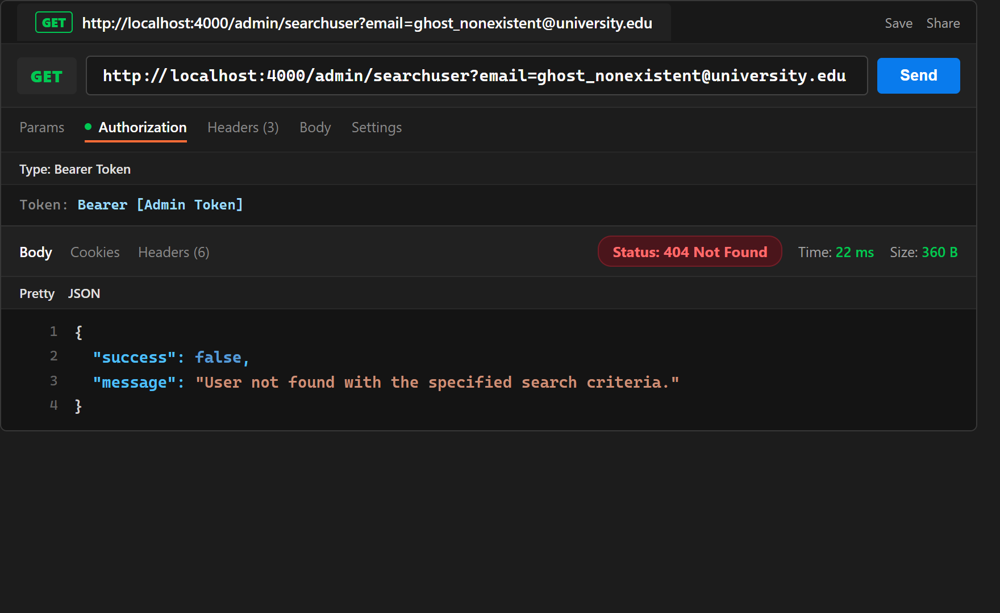 GET http://localhost:4000/admin/searchuser?email=ghost_nonexistent@university.edu Save Share
GET http://localhost:4000/admin/searchuser?email=ghost_nonexistent@university.edu Send
Params Authorization Headers (3) Body Settings
Type: Bearer Token
Token: Bearer [Admin Token]
Body Cookies Headers (6) Status: 404 Not Found Time: 22 ms Size: 360 B
Pretty JSON
1 {
2 "success": false,
3 "message": "User not found with the specified search criteria."
4 }